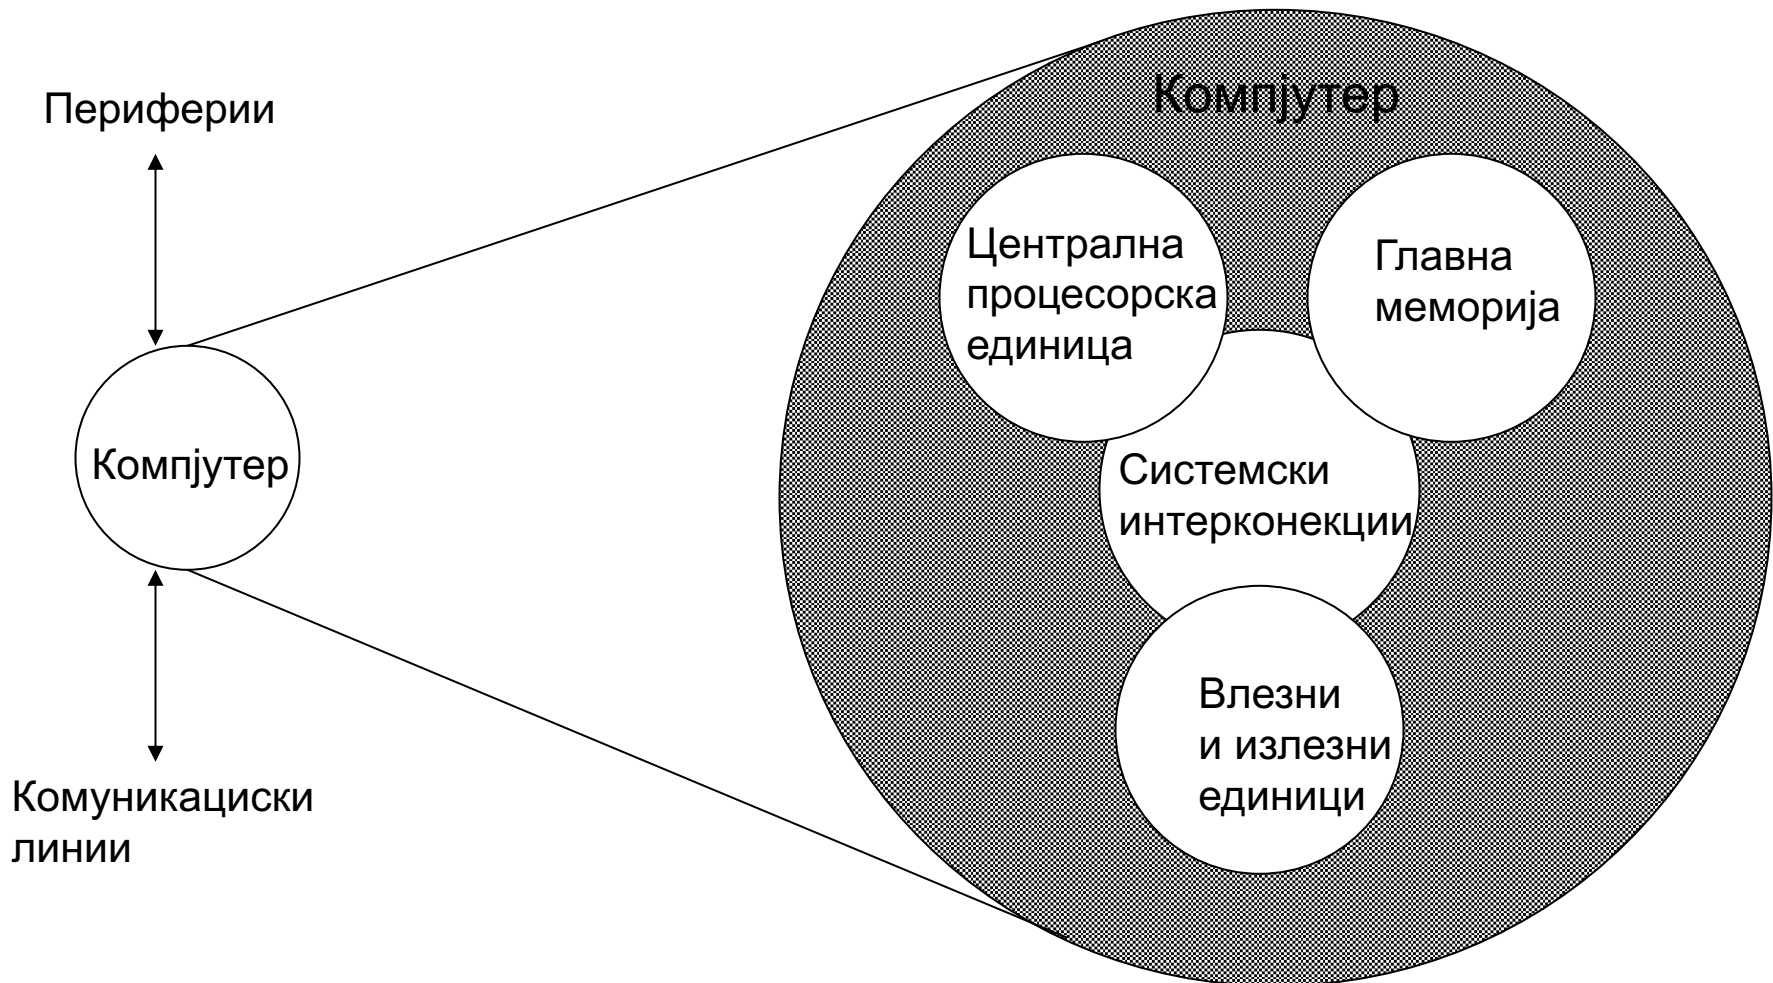 Периферии
Компјутер
Комуникациски
линии
Компјутер
Централна
процесорска
единица
Главна
меморија
Системски
интерконекции
Влезни
и излезни
единици